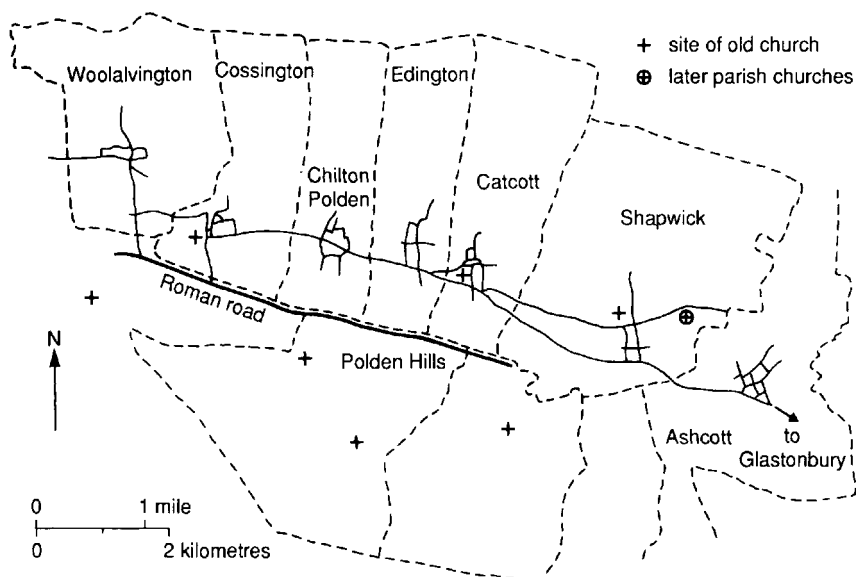 + site of old church
⊕ later parish churches
Woolalvington
Cossington
Edington
Chilton
Polden
Catcott
Shapwick
Roman road
N
Polden Hills
Ashcott
to
Glastonbury
0 1 mile
0 2 kilometres